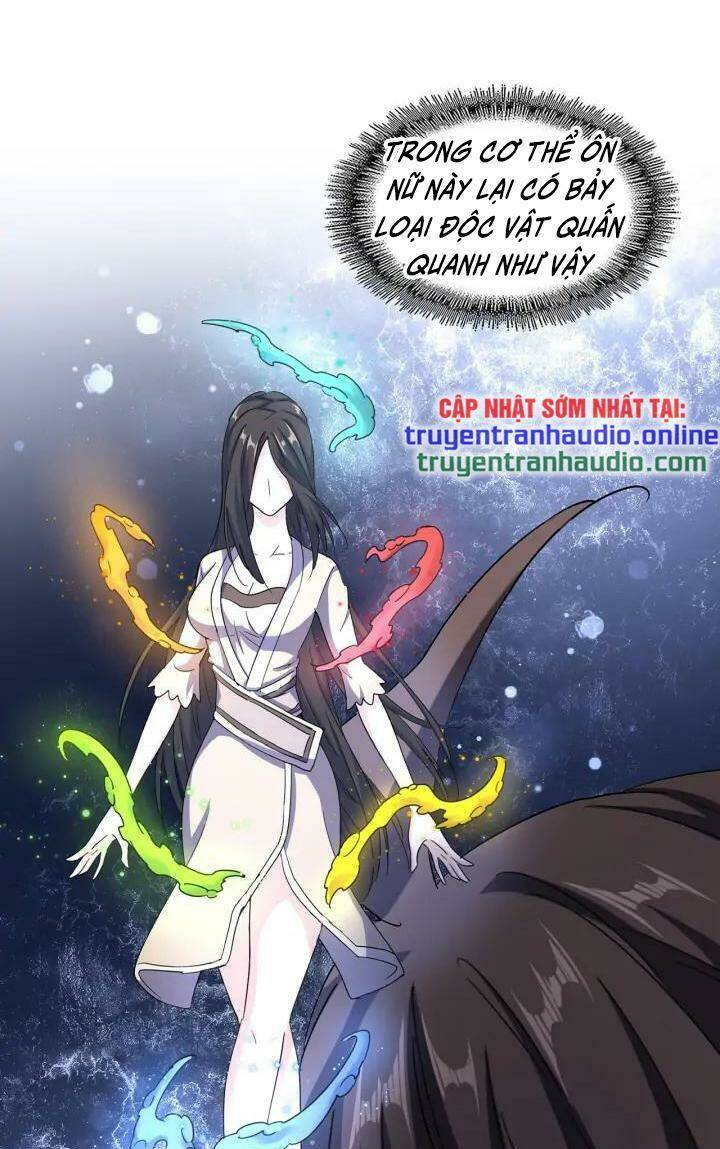 TRONG CƠ THỂ ÔN
NỮ NÀY LẠI CÓ BẢY
LOẠI ĐỘC VẬT QUẤN
QUANH NHƯ VẬY
CẬP NHẬT SỚM NHẤT TẠI:
truyentranhaudio.online
truyentranhaudio.com